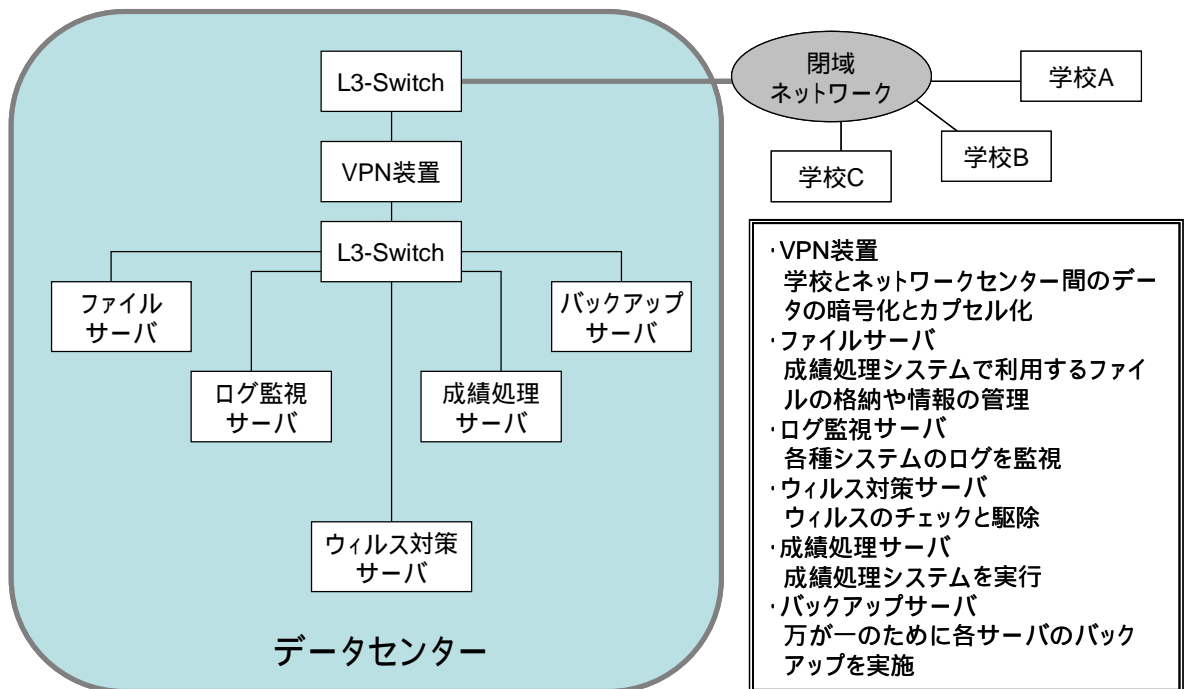 L3-Switch
閉域
ネットワーク
学校A
学校B
学校C
VPN装置
L3-Switch
ファイル
サーバ
バックアップ
サーバ
ログ監視
サーバ
成績処理
サーバ
ウィルス対策
サーバ
データセンター
・VPN装置
学校とネットワークセンター間のデー
タの暗号化とカプセル化
・ファイルサーバ
成績処理システムで利用するファイ
ルの格納や情報の管理
・ログ監視サーバ
各種システムのログを監視
・ウィルス対策サーバ
ウィルスのチェックと駆除
・成績処理サーバ
成績処理システムを実行
・バックアップサーバ
万が一のために各サーバのバック
アップを実施